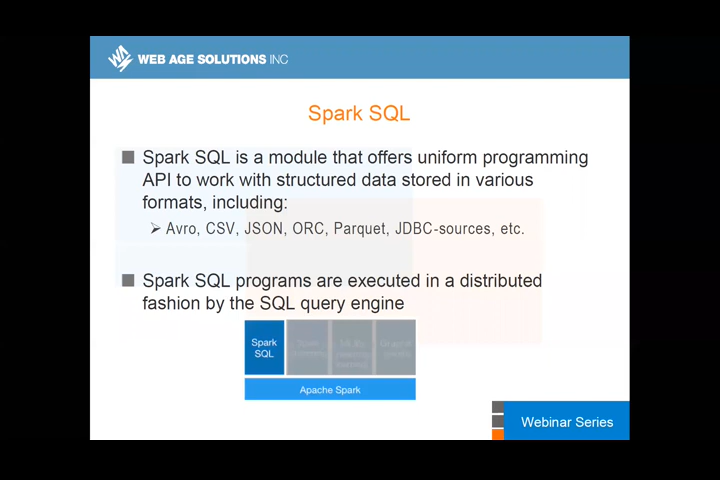 WEB AGE SOLUTIONS INC
Spark SQL
Spark SQL is a module that offers uniform programming
API to work with structured data stored in various
formats, including:
Avro, CSV, JSON, ORC, Parquet, JDBC-sources, etc.
Spark SQL programs are executed in a distributed
fashion by the SQL query engine
Spark
SQL
Apache Spark
Webinar Series